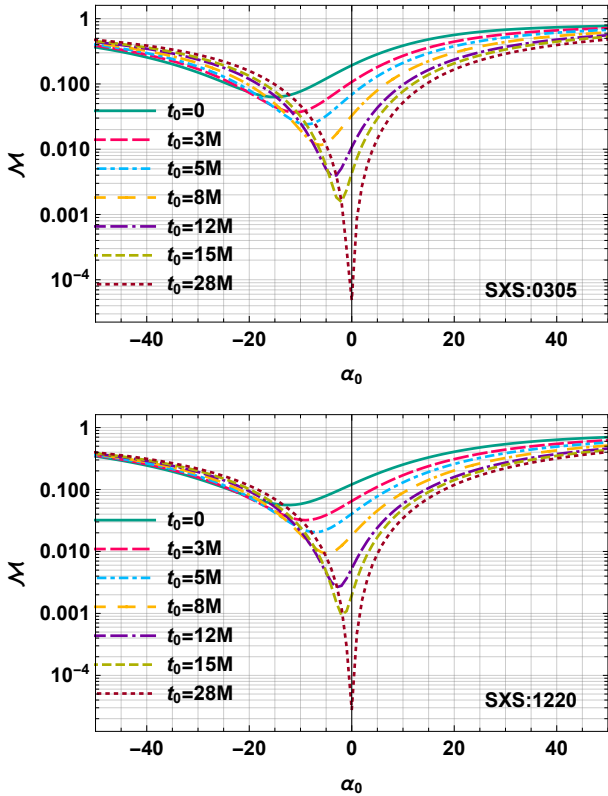 1
0.100
0.010
0.001
10⁻⁴
ℳ
t₀=0
t₀=3M
t₀=5M
t₀=8M
t₀=12M
t₀=15M
t₀=28M
SXS:0305
−40 −20 0 20 40
α₀
1
0.100
0.010
0.001
10⁻⁴
ℳ
t₀=0
t₀=3M
t₀=5M
t₀=8M
t₀=12M
t₀=15M
t₀=28M
SXS:1220
−40 −20 0 20 40
α₀